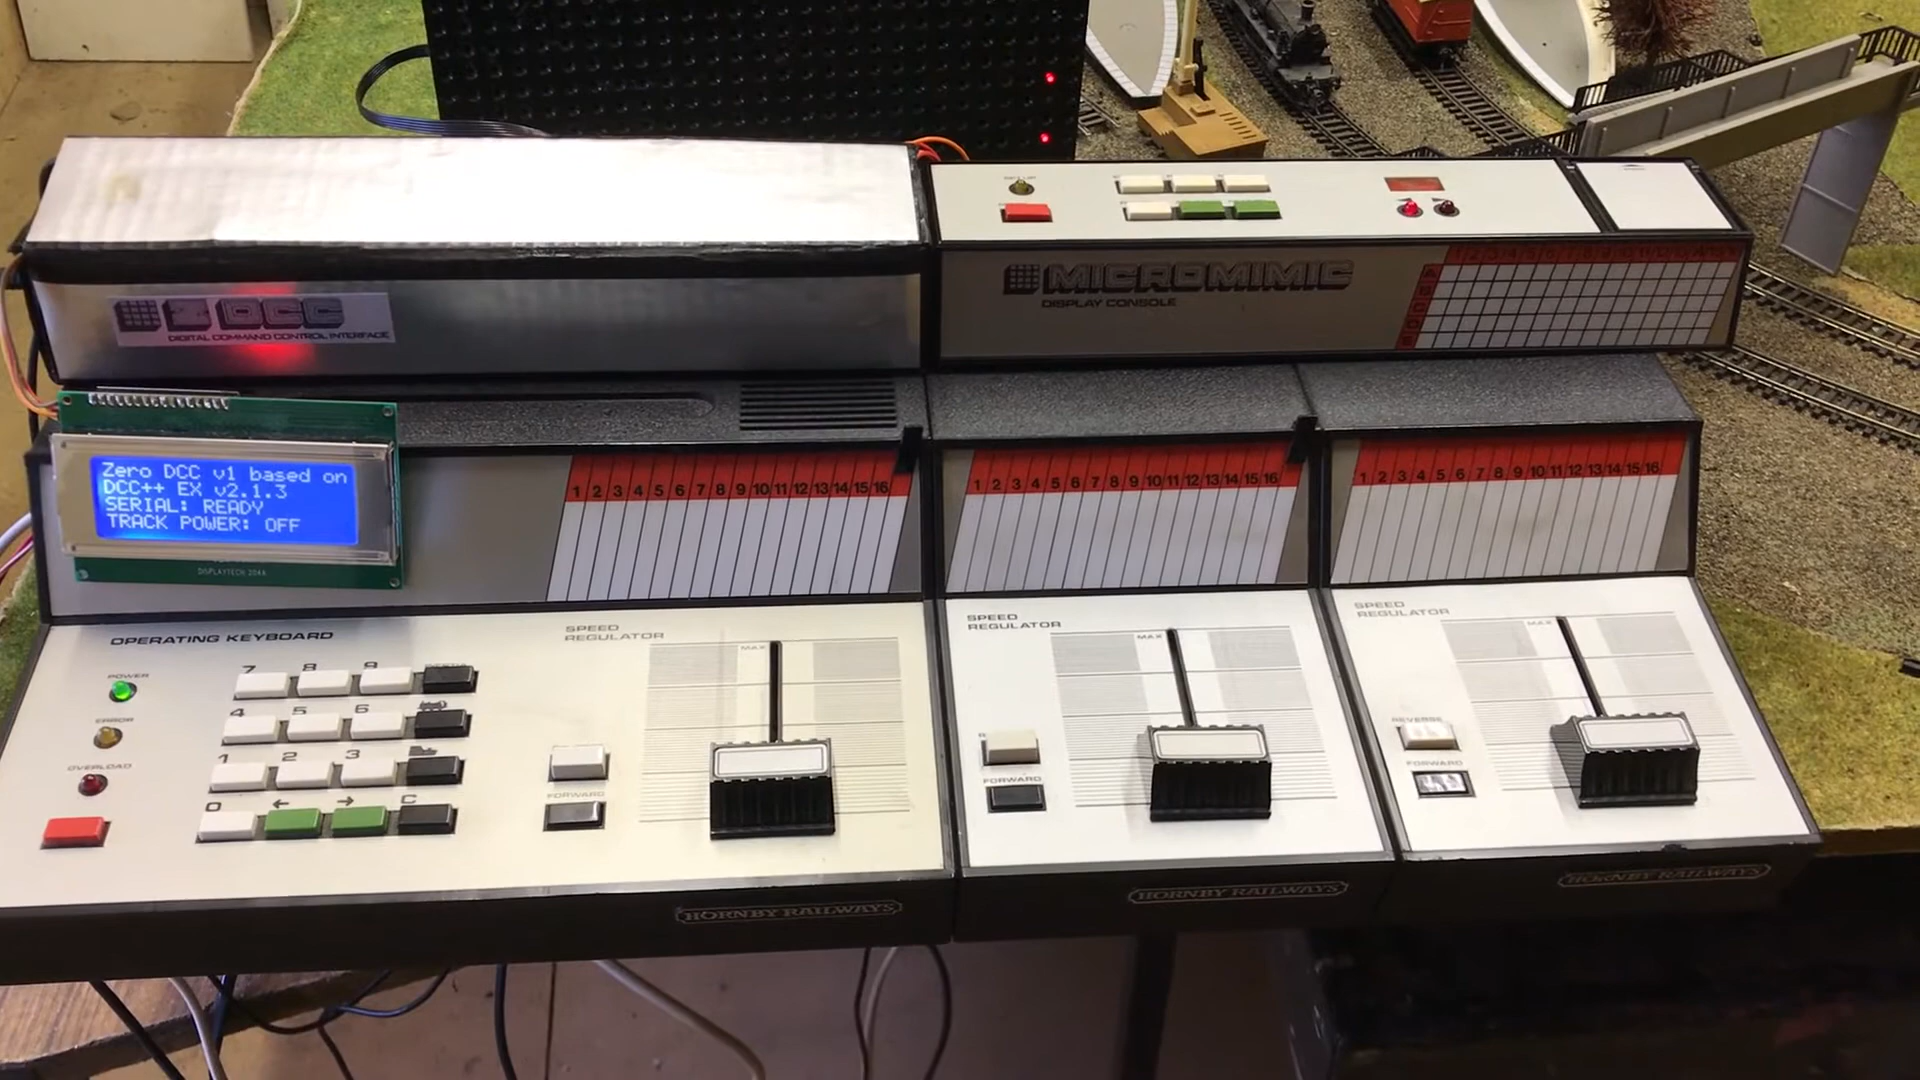 SET UP
MICROMIMIC
DISPLAY CONSOLE
Z DCC
DIGITAL COMMAND CONTROL INTERFACE
Zero DCC v1 based on
DCC++ EX v2.1.3
SERIAL: READY
TRACK POWER: OFF
DISPLAYTECH 204A
1 2 3 4 5 6 7 8 9 10 11 12 13 14 15 16
1 2 3 4 5 6 7 8 9 10 11 12 13 14 15 16
1 2 3 4 5 6 7 8 9 10 11 12 13 14 15 16
OPERATING KEYBOARD
POWER
ERROR
OVERLOAD
7 8 9
4 5 6
1 2 3
0 ← → C
SPEED
REGULATOR
MAX
FORWARD
SPEED
REGULATOR
MAX
FORWARD
SPEED
REGULATOR
MAX
REVERSE
FORWARD
HORNBY RAILWAYS
HORNBY RAILWAYS
HORNBY RAILWAYS